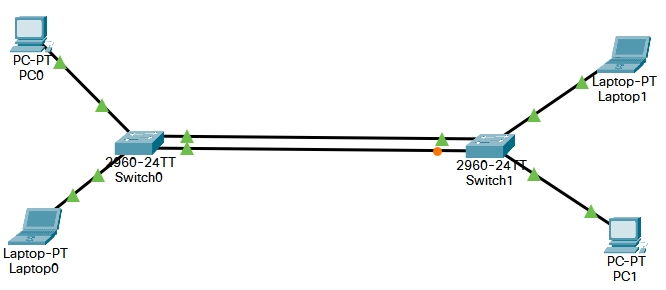 PC-PT
PC0
Laptop-PT
Laptop1
2960-24TT
Switch0
2960-24TT
Switch1
Laptop-PT
Laptop0
PC-PT
PC1